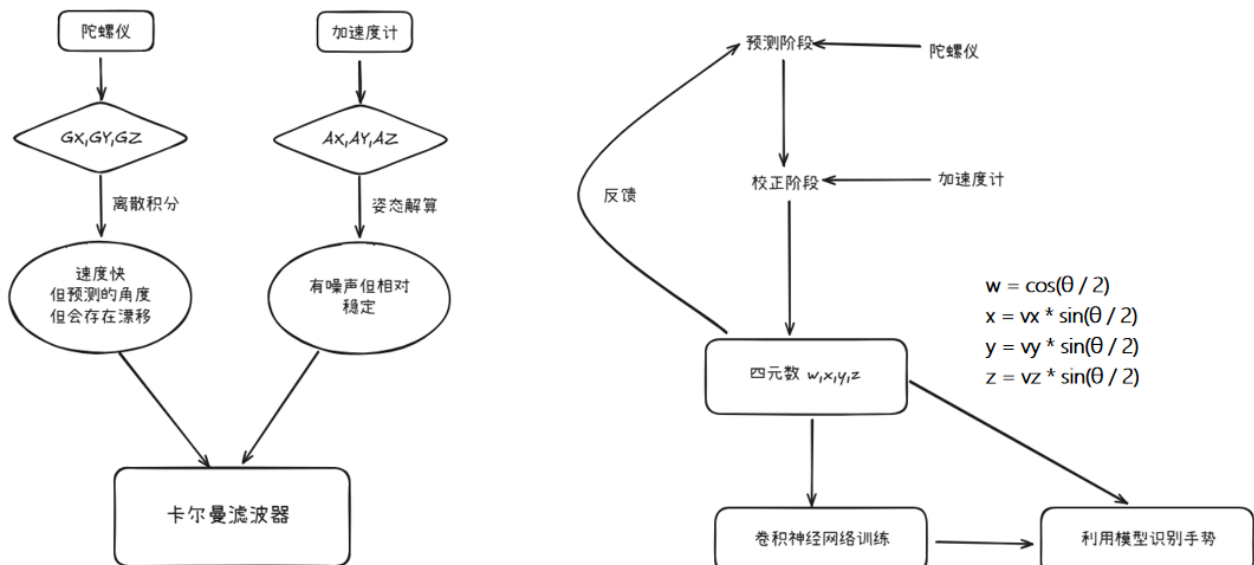 陀螺仪
加速度计
GX,GY,GZ
AX,AY,AZ
离散积分
姿态解算
速度快
但预测的角度
但会存在漂移
有噪声但相对
稳定
卡尔曼滤波器
预测阶段
陀螺仪
校正阶段
加速度计
反馈
w = cos(θ / 2)
x = vx * sin(θ / 2)
y = vy * sin(θ / 2)
z = vz * sin(θ / 2)
四元数 w,x,y,z
卷积神经网络训练
利用模型识别手势